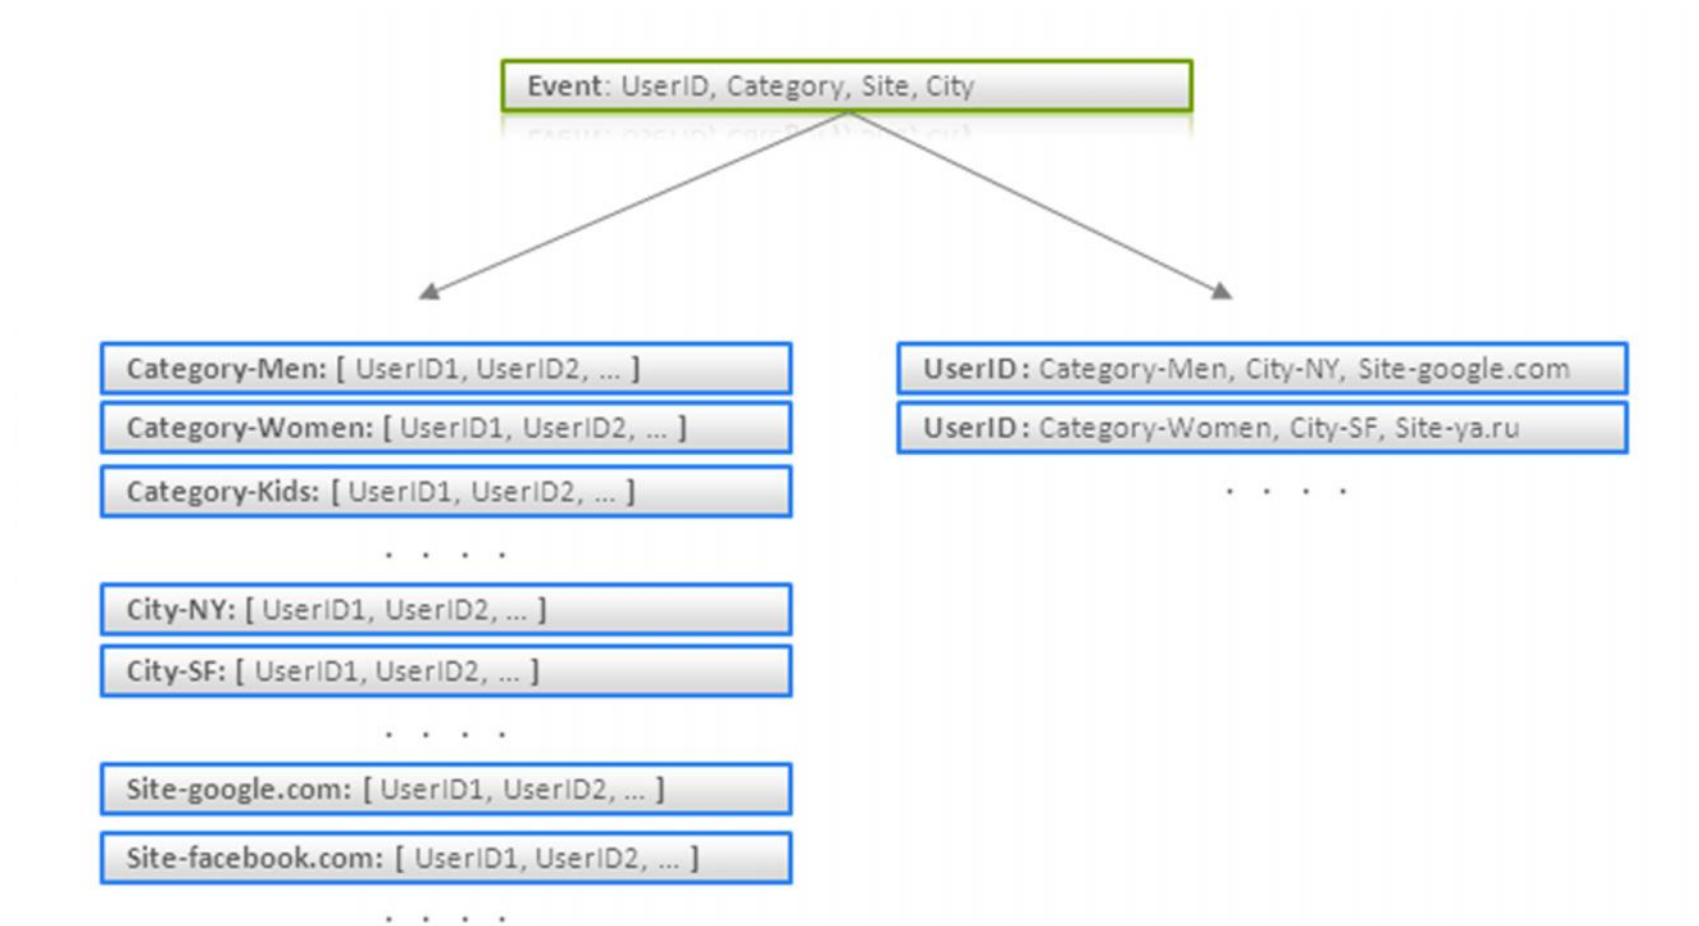 Event: UserID, Category, Site, City
Category-Men: [ UserID1, UserID2, ... ]
Category-Women: [ UserID1, UserID2, ... ]
Category-Kids: [ UserID1, UserID2, ... ]
. . . .
City-NY: [ UserID1, UserID2, ... ]
City-SF: [ UserID1, UserID2, ... ]
. . . .
Site-google.com: [ UserID1, UserID2, ... ]
Site-facebook.com: [ UserID1, UserID2, ... ]
. . . .
UserID: Category-Men, City-NY, Site-google.com
UserID: Category-Women, City-SF, Site-ya.ru
. . . .